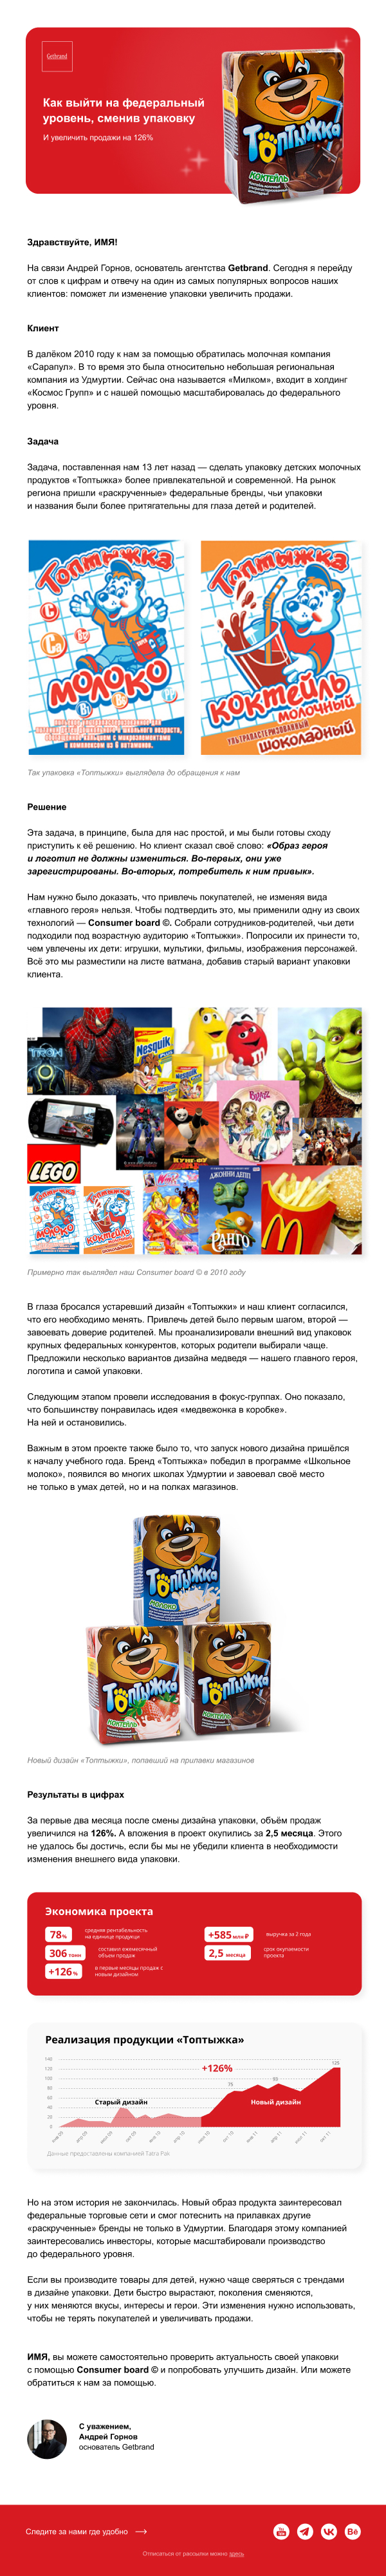 Getbrand
Как выйти на федеральный
уровень, сменив упаковку
И увеличить продажи на 126%
Топтыжка
КОКТЕЙЛЬ
Здравствуйте, ИМЯ!
На связи Андрей Горнов, основатель агентства Getbrand. Сегодня я перейду
от слов к цифрам и отвечу на один из самых популярных вопросов наших
клиентов: поможет ли изменение упаковки увеличить продажи.
Клиент
В далёком 2010 году к нам за помощью обратилась молочная компания
«Сарапул». В то время это была относительно небольшая региональная
компания из Удмуртии. Сейчас она называется «Милком», входит в холдинг
«Космос Групп» и с нашей помощью масштабировалась до федерального
уровня.
Задача
Задача, поставленная нам 13 лет назад — сделать упаковку детских молочных
продуктов «Топтыжка» более привлекательной и современной. На рынок
региона пришли «раскрученные» федеральные бренды, чьи упаковки
и названия были более притягательны для глаза детей и родителей.
Топтыжка
C
Ca
B2
B1
МОЛОКО
Топтыжка
КОКТЕЙЛЬ
МОЛОЧНЫЙ
УЛЬТРАПАСТЕРИЗОВАННЫЙ
ШОКОЛАДНЫЙ
Так упаковка «Топтыжки» выглядела до обращения к нам
Решение
Эта задача, в принципе, была для нас простой, и мы были готовы сходу
приступить к её решению. Но клиент сказал своё слово: «Образ героя
и логотип не должны измениться. Во-первых, они уже
зарегистрированы. Во-вторых, потребитель к ним привык».
Нам нужно было доказать, что привлечь покупателей, не изменяя вида
«главного героя» нельзя. Чтобы подтвердить это, мы применили одну из своих
технологий — Consumer board ©. Собрали сотрудников-родителей, чьи дети
подходили под возрастную аудиторию «Топтыжки». Попросили их принести то,
чем увлечены их дети: игрушки, мультики, фильмы, изображения персонажей.
Всё это мы разместили на листе ватмана, добавив старый вариант упаковки
клиента.
TRON
Nesquik
Nesquik
m
m
КУНГ-ФУ
Bratz
LEGO
Топтыжка
МОЛОКО
Топтыжка
КОКТЕЙЛЬ
Winx
ДЖОННИ ДЕПП
РАНГО
Примерно так выглядел наш Consumer board © в 2010 году
В глаза бросался устаревший дизайн «Топтыжки» и наш клиент согласился,
что его необходимо менять. Привлечь детей было первым шагом, второй —
завоевать доверие родителей. Мы проанализировали внешний вид упаковок
крупных федеральных конкурентов, которых родители выбирали чаще.
Предложили несколько вариантов дизайна медведя — нашего главного героя,
логотипа и самой упаковки.
Следующим этапом провели исследования в фокус-группах. Оно показало,
что большинству понравилась идея «медвежонка в коробке».
На ней и остановились.
Важным в этом проекте также было то, что запуск нового дизайна пришёлся
к началу учебного года. Бренд «Топтыжка» победил в программе «Школьное
молоко», появился во многих школах Удмуртии и завоевал своё место
не только в умах детей, но и на полках магазинов.
Топтыжка
МОЛОКО
Топтыжка
КОКТЕЙЛЬ
Топтыжка
КОКТЕЙЛЬ
Новый дизайн «Топтыжки», попавший на прилавки магазинов
Результаты в цифрах
За первые два месяца после смены дизайна упаковки, объём продаж
увеличился на 126%. А вложения в проект окупились за 2,5 месяца. Этого
не удалось бы достичь, если бы мы не убедили клиента в необходимости
изменения внешнего вида упаковки.
Экономика проекта
78% средняя рентабельность
на единице продукции
306 тонн составил ежемесячный
объем продаж
+126% в первые месяцы продаж с
новым дизайном
+585 млн ₽ выручка за 2 года
2,5 месяца срок окупаемости
проекта
Реализация продукции «Топтыжка»
140
120
100
80
60
40
20
0
+126%
75
89
125
Старый дизайн
Новый дизайн
Данные предоставлены компанией Tatra Pak
Но на этом история не закончилась. Новый образ продукта заинтересовал
федеральные торговые сети и смог потеснить на прилавках другие
«раскрученные» бренды не только в Удмуртии. Благодаря этому компанией
заинтересовались инвесторы, которые масштабировали производство
до федерального уровня.
Если вы производите товары для детей, нужно чаще сверяться с трендами
в дизайне упаковки. Дети быстро вырастают, поколения сменяются,
у них меняются вкусы, интересы и герои. Эти изменения нужно использовать,
чтобы не терять покупателей и увеличивать продажи.
ИМЯ, вы можете самостоятельно проверить актуальность своей упаковки
с помощью Consumer board © и попробовать улучшить дизайн. Или можете
обратиться к нам за помощью.
С уважением,
Андрей Горнов
основатель Getbrand
Следите за нами где удобно
Отписаться от рассылки можно здесь